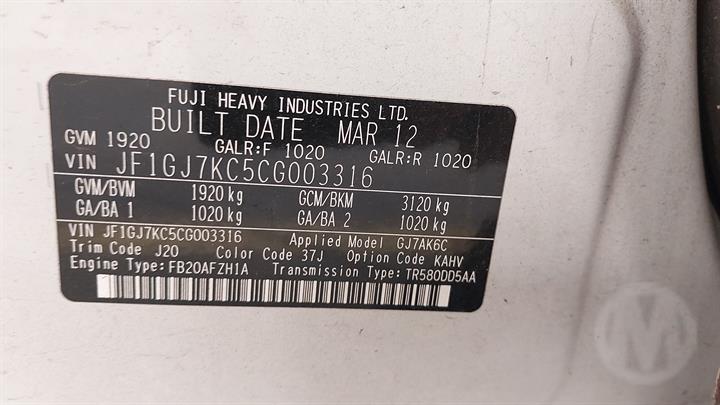 FUJI HEAVY INDUSTRIES LTD.
BUILT DATE MAR 12
GVM 1920 GALR:F 1020 GALR:R 1020
VIN JF1GJ7KC5CG003316
GVM/BVM 1920 kg GCM/BKM 3120 kg
GA/BA 1 1020 kg GA/BA 2 1020 kg
VIN JF1GJ7KC5CG003316 Applied Model GJ7AK6C
Trim Code J20 Color Code 37J Option Code KAHV
Engine Type: FB20AFZH1A Transmission Type: TR580DD5AA
M